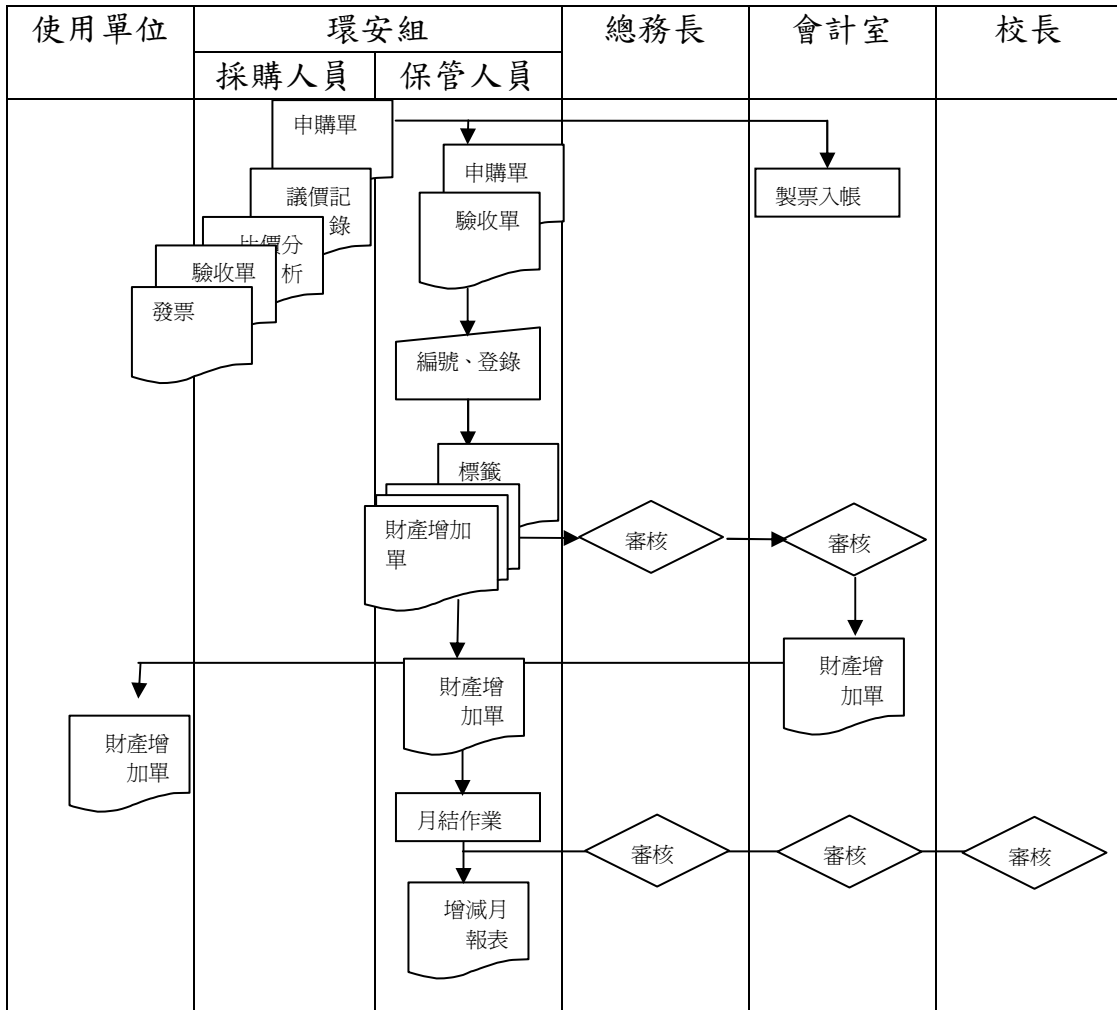 使用單位
環安組
總務長
會計室
校長
採購人員
保管人員
申購單
申購單
議價記
錄
製票入帳
驗收單
比價分
析
驗收單
發票
編號、登錄
標籤
財產增加
單
審核
審核
財產增
加單
財產增
加單
財產增
加單
月結作業
審核
審核
審核
增減月
報表